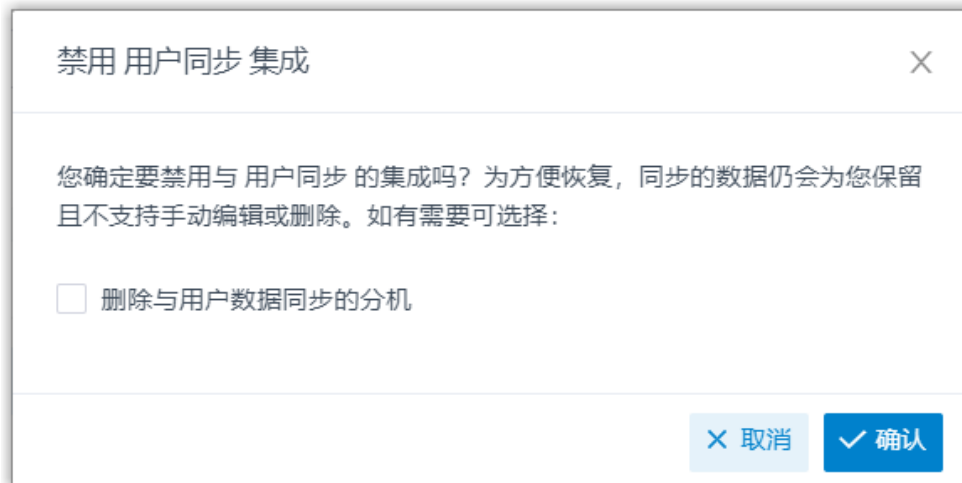 禁用 用户同步 集成
您确定要禁用与 用户同步 的集成吗？为方便恢复，同步的数据仍会为您保留
且不支持手动编辑或删除。如有需要可选择：
删除与用户数据同步的分机
取消
确认